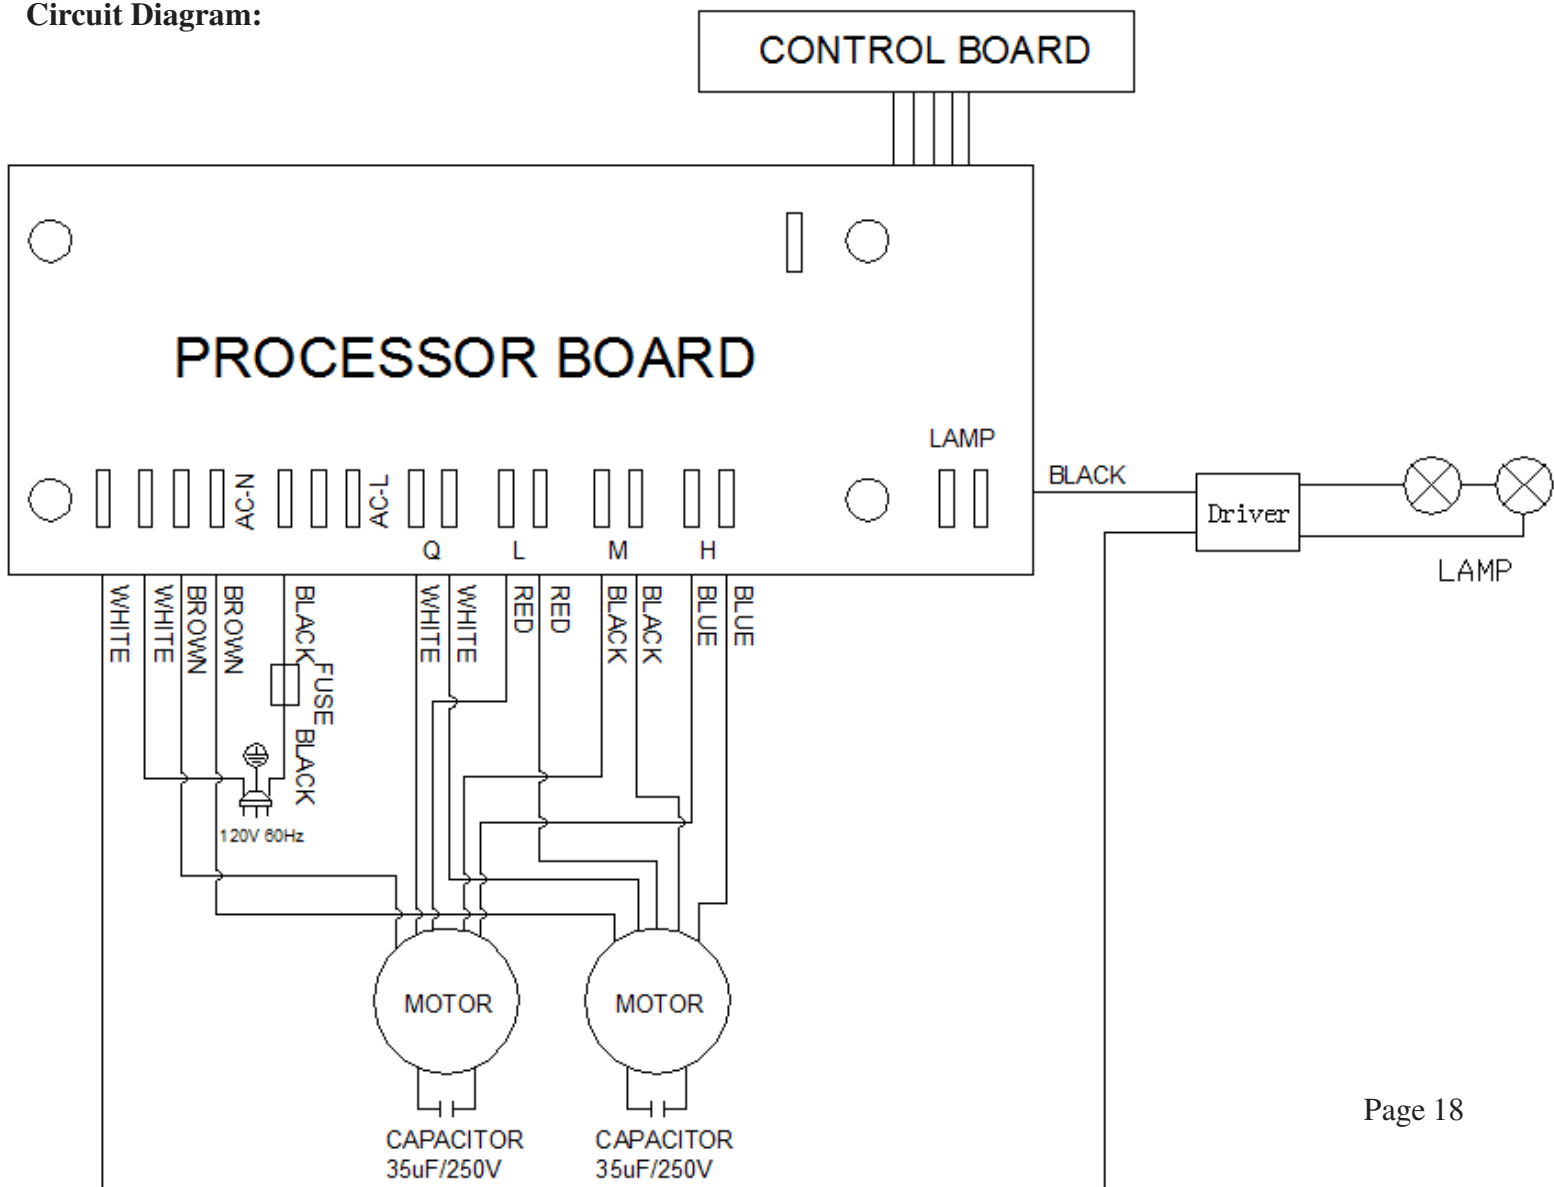 Circuit Diagram:
CONTROL BOARD
PROCESSOR BOARD
LAMP
AC-N
AC-L
Q
L
M
H
BLACK
Driver
LAMP
WHITE
WHITE
BROWN
BROWN
BLACK
FUSE
BLACK
WHITE
WHITE
RED
RED
BLACK
BLACK
BLUE
BLUE
120V 60Hz
MOTOR
MOTOR
CAPACITOR
35uF/250V
CAPACITOR
35uF/250V
Page 18